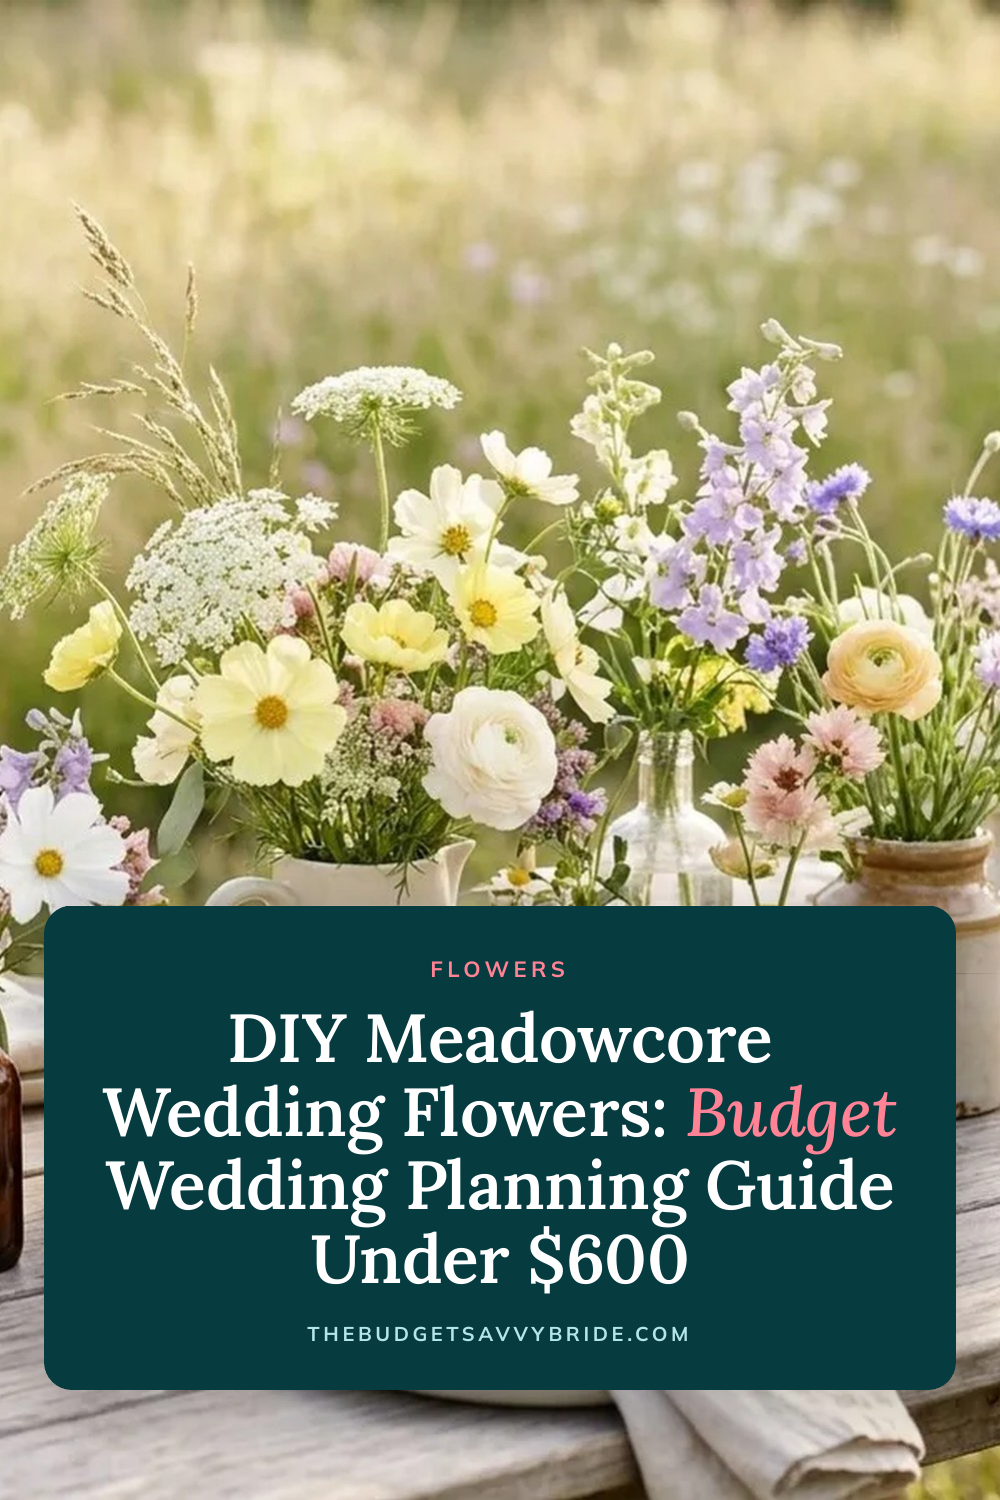 FLOWERS
DIY Meadowcore
Wedding Flowers: Budget
Wedding Planning Guide
Under $600
THEBUDGETSAVVYBRIDE.COM